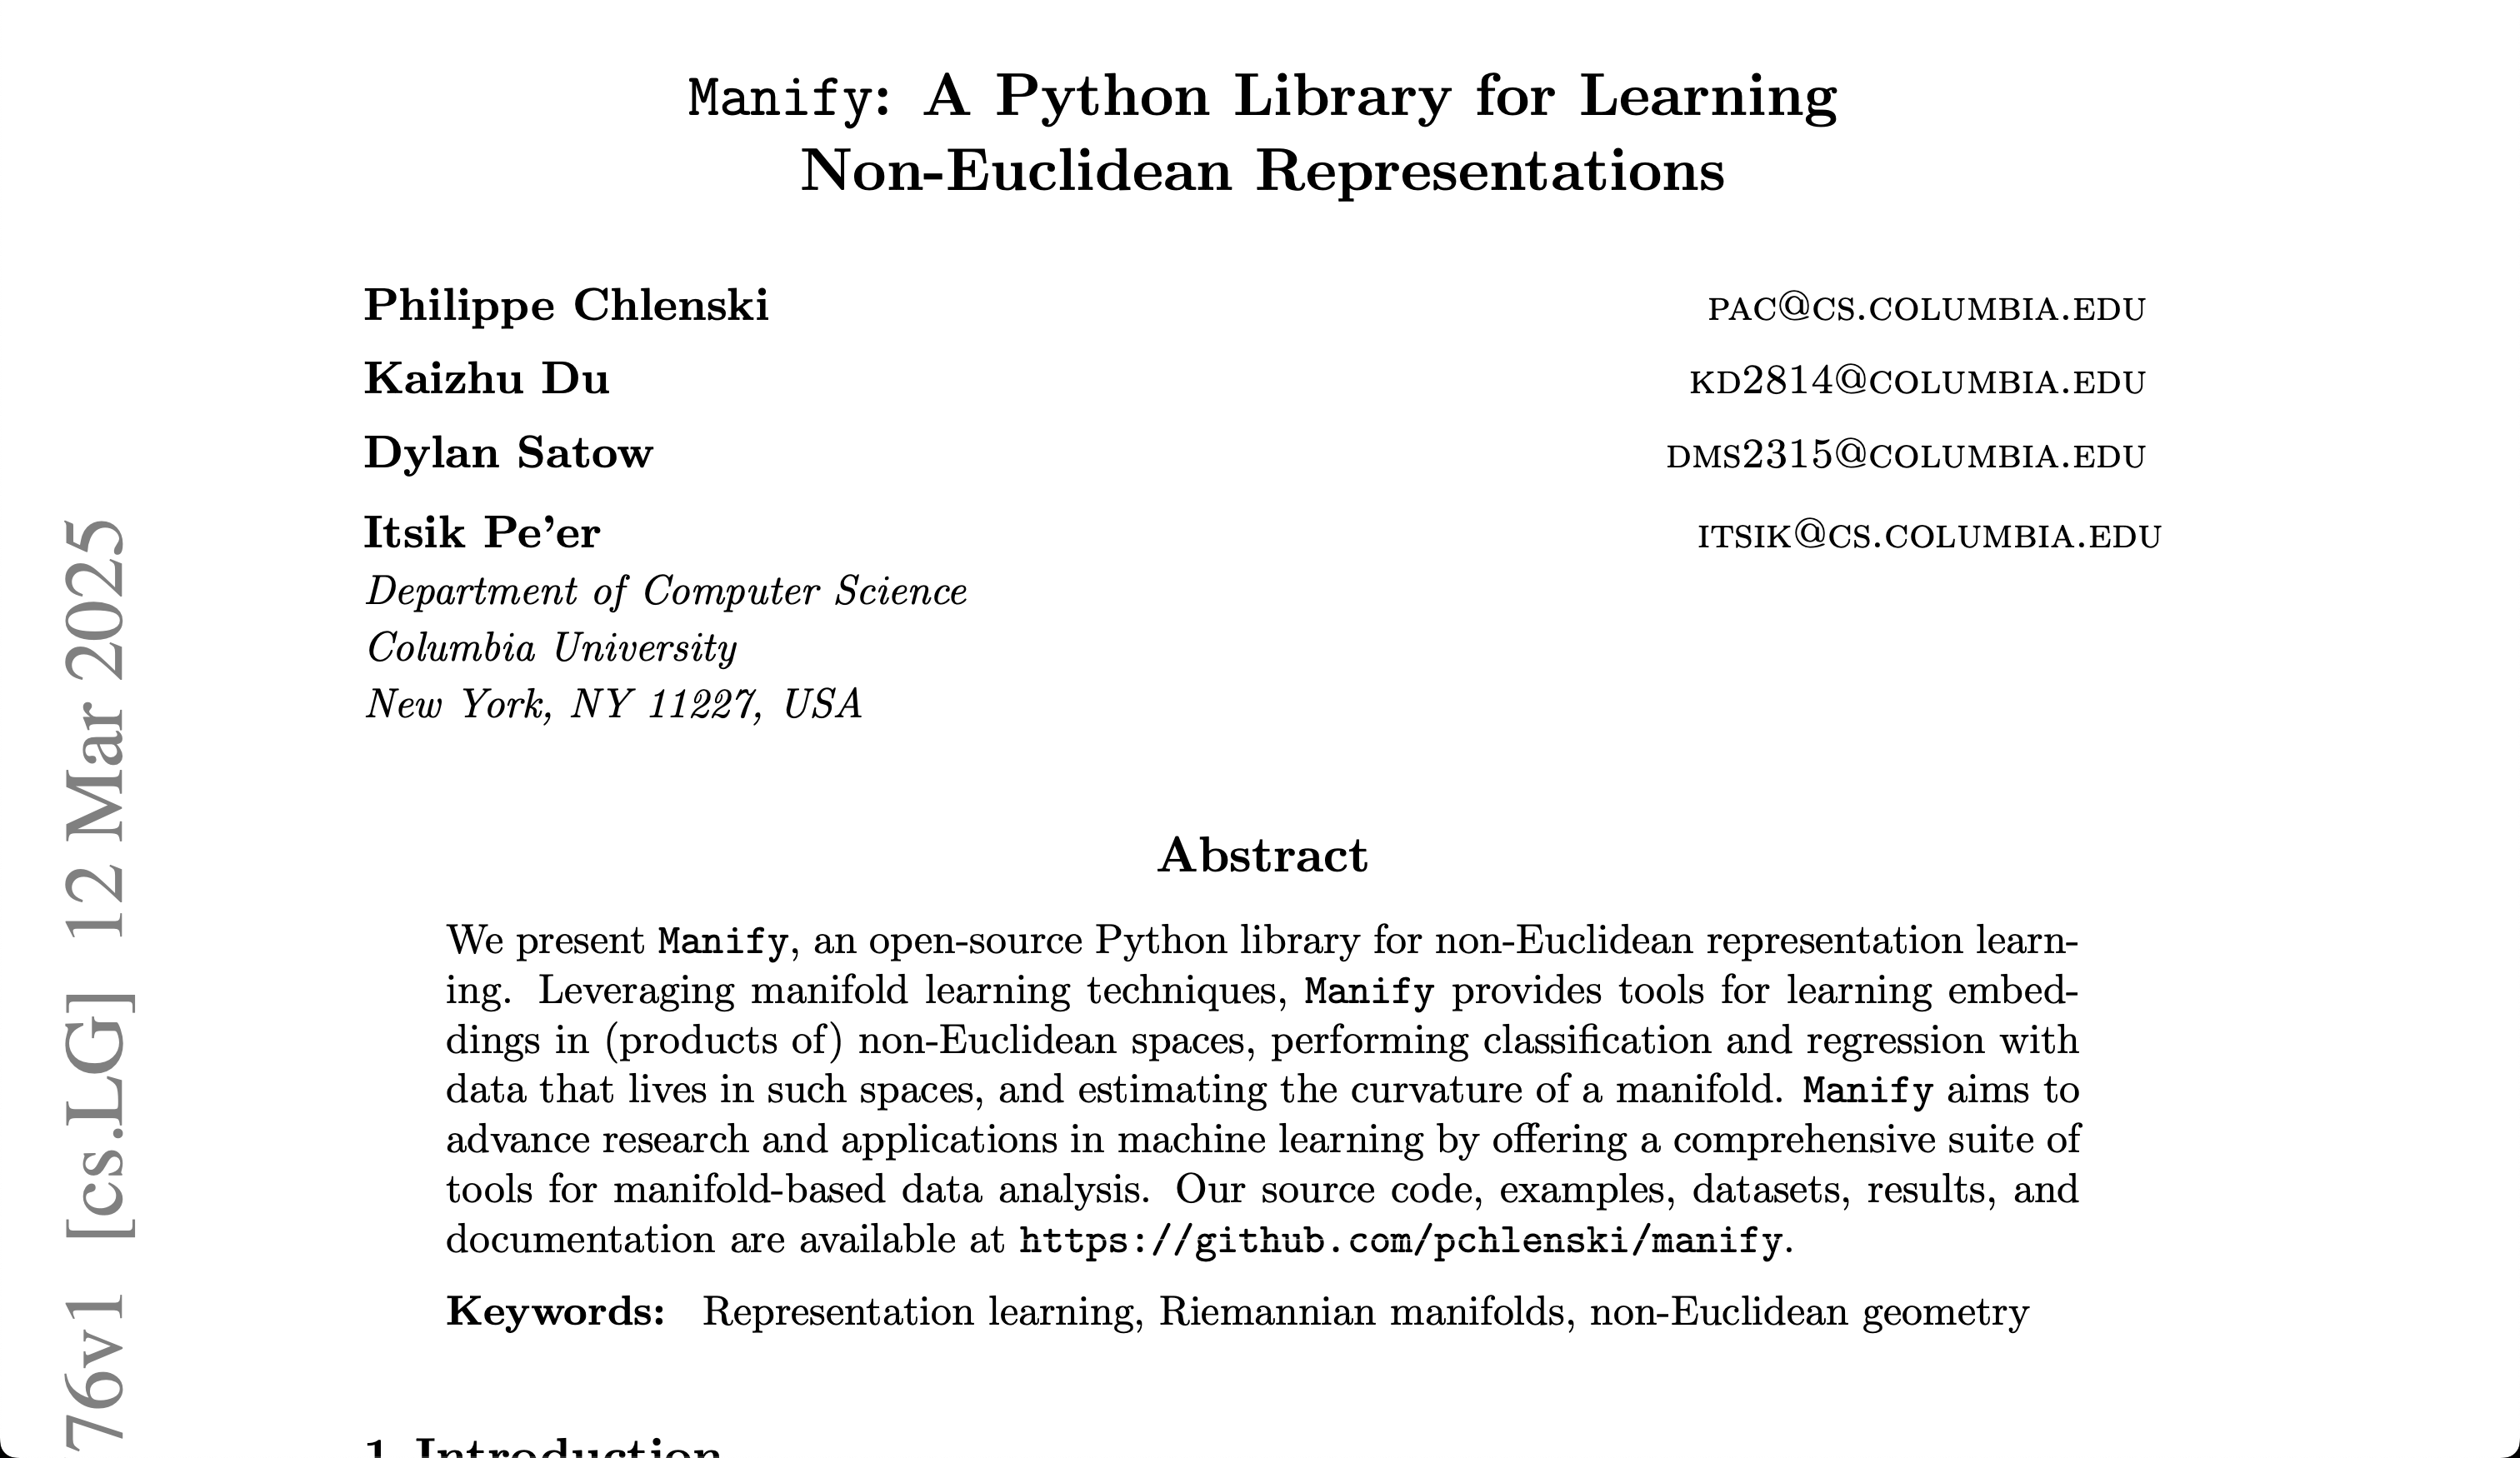 Manify: A Python Library for Learning
Non-Euclidean Representations
Philippe Chlenski pac@cs.columbia.edu
Kaizhu Du kd2814@columbia.edu
Dylan Satow dms2315@columbia.edu
Itsik Pe'er itsik@cs.columbia.edu
Department of Computer Science
Columbia University
New York, NY 11227, USA
Abstract
We present Manify, an open-source Python library for non-Euclidean representation learn-
ing. Leveraging manifold learning techniques, Manify provides tools for learning embed-
dings in (products of) non-Euclidean spaces, performing classification and regression with
data that lives in such spaces, and estimating the curvature of a manifold. Manify aims to
advance research and applications in machine learning by offering a comprehensive suite of
tools for manifold-based data analysis. Our source code, examples, datasets, results, and
documentation are available at https://github.com/pchlenski/manify.
Keywords: Representation learning, Riemannian manifolds, non-Euclidean geometry
1 Introduction
76v1 [cs.LG] 12 Mar 2025